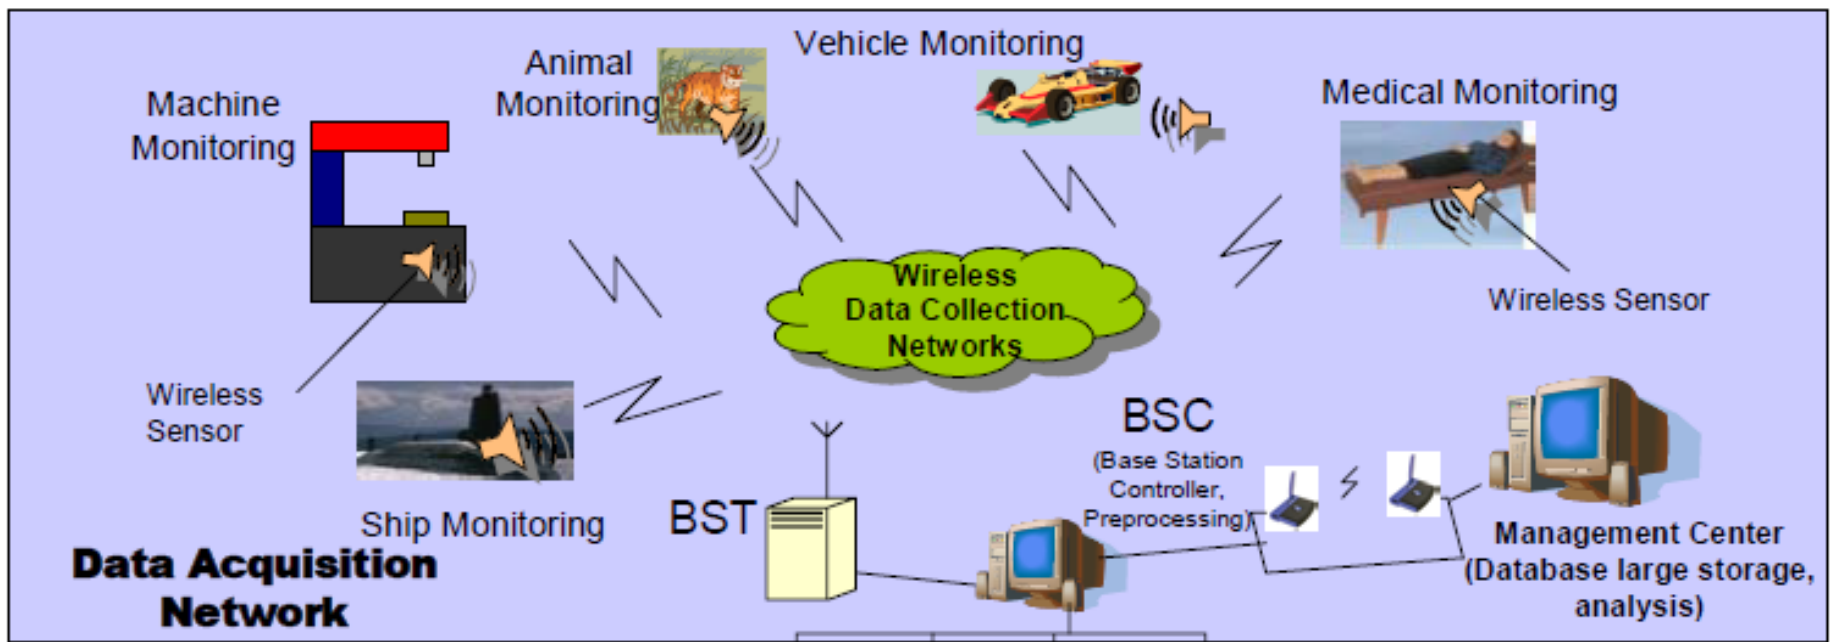 Machine
Monitoring
Animal
Monitoring
Vehicle Monitoring
Medical Monitoring
Wireless
Data Collection
Networks
Wireless Sensor
Wireless
Sensor
Ship Monitoring
BST
BSC
(Base Station
Controller,
Preprocessing)
Management Center
(Database large storage,
analysis)
Data Acquisition
Network